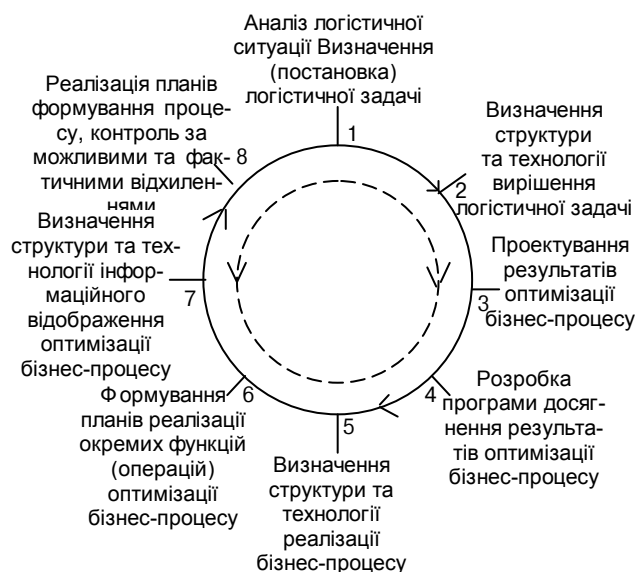 Аналіз логістичної
ситуації Визначення
(постановка)
логістичної задачі
1
Визначення
структури
та технології
вирішення
логістичної задачі
2
Проектування
результатів
оптимізації
бізнес-процесу
3
Розробка
програми досяг-
нення результа-
тів оптимізації
бізнес-процесу
4
Визначення
структури та
технології
реалізації
бізнес-процесу
5
Формування
планів реалізації
окремих функцій
(операцій)
оптимізації
бізнес-процесу
6
Визначення
структури та тех-
нології інфор-
маційного
відображення
оптимізації
бізнес-процесу
7
Реалізація планів
формування проце-
су, контроль за
можливими та фак-
тичними відхилен-
нями
8